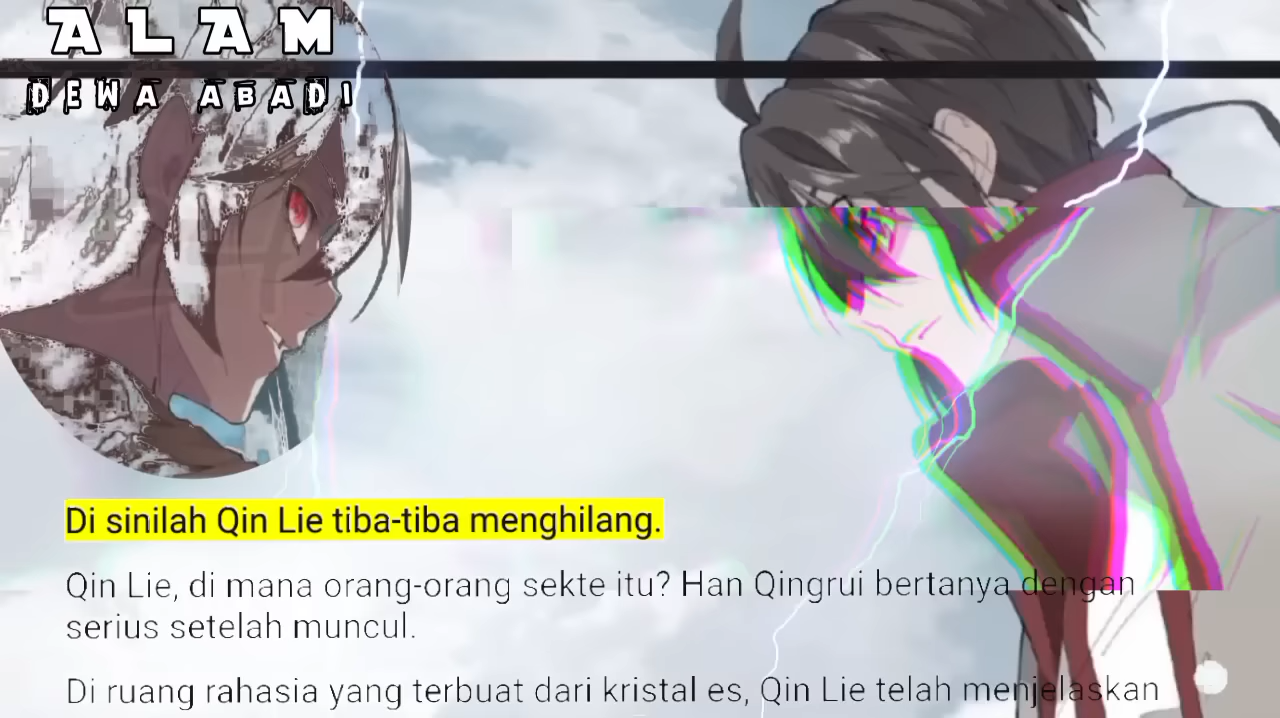 ALAM
DEWA ABADI
Di sinilah Qin Lie tiba-tiba menghilang.
Qin Lie, di mana orang-orang sekte itu? Han Qingrui bertanya dengan
serius setelah muncul.
Di ruang rahasia yang terbuat dari kristal es, Qin Lie telah menjelaskan